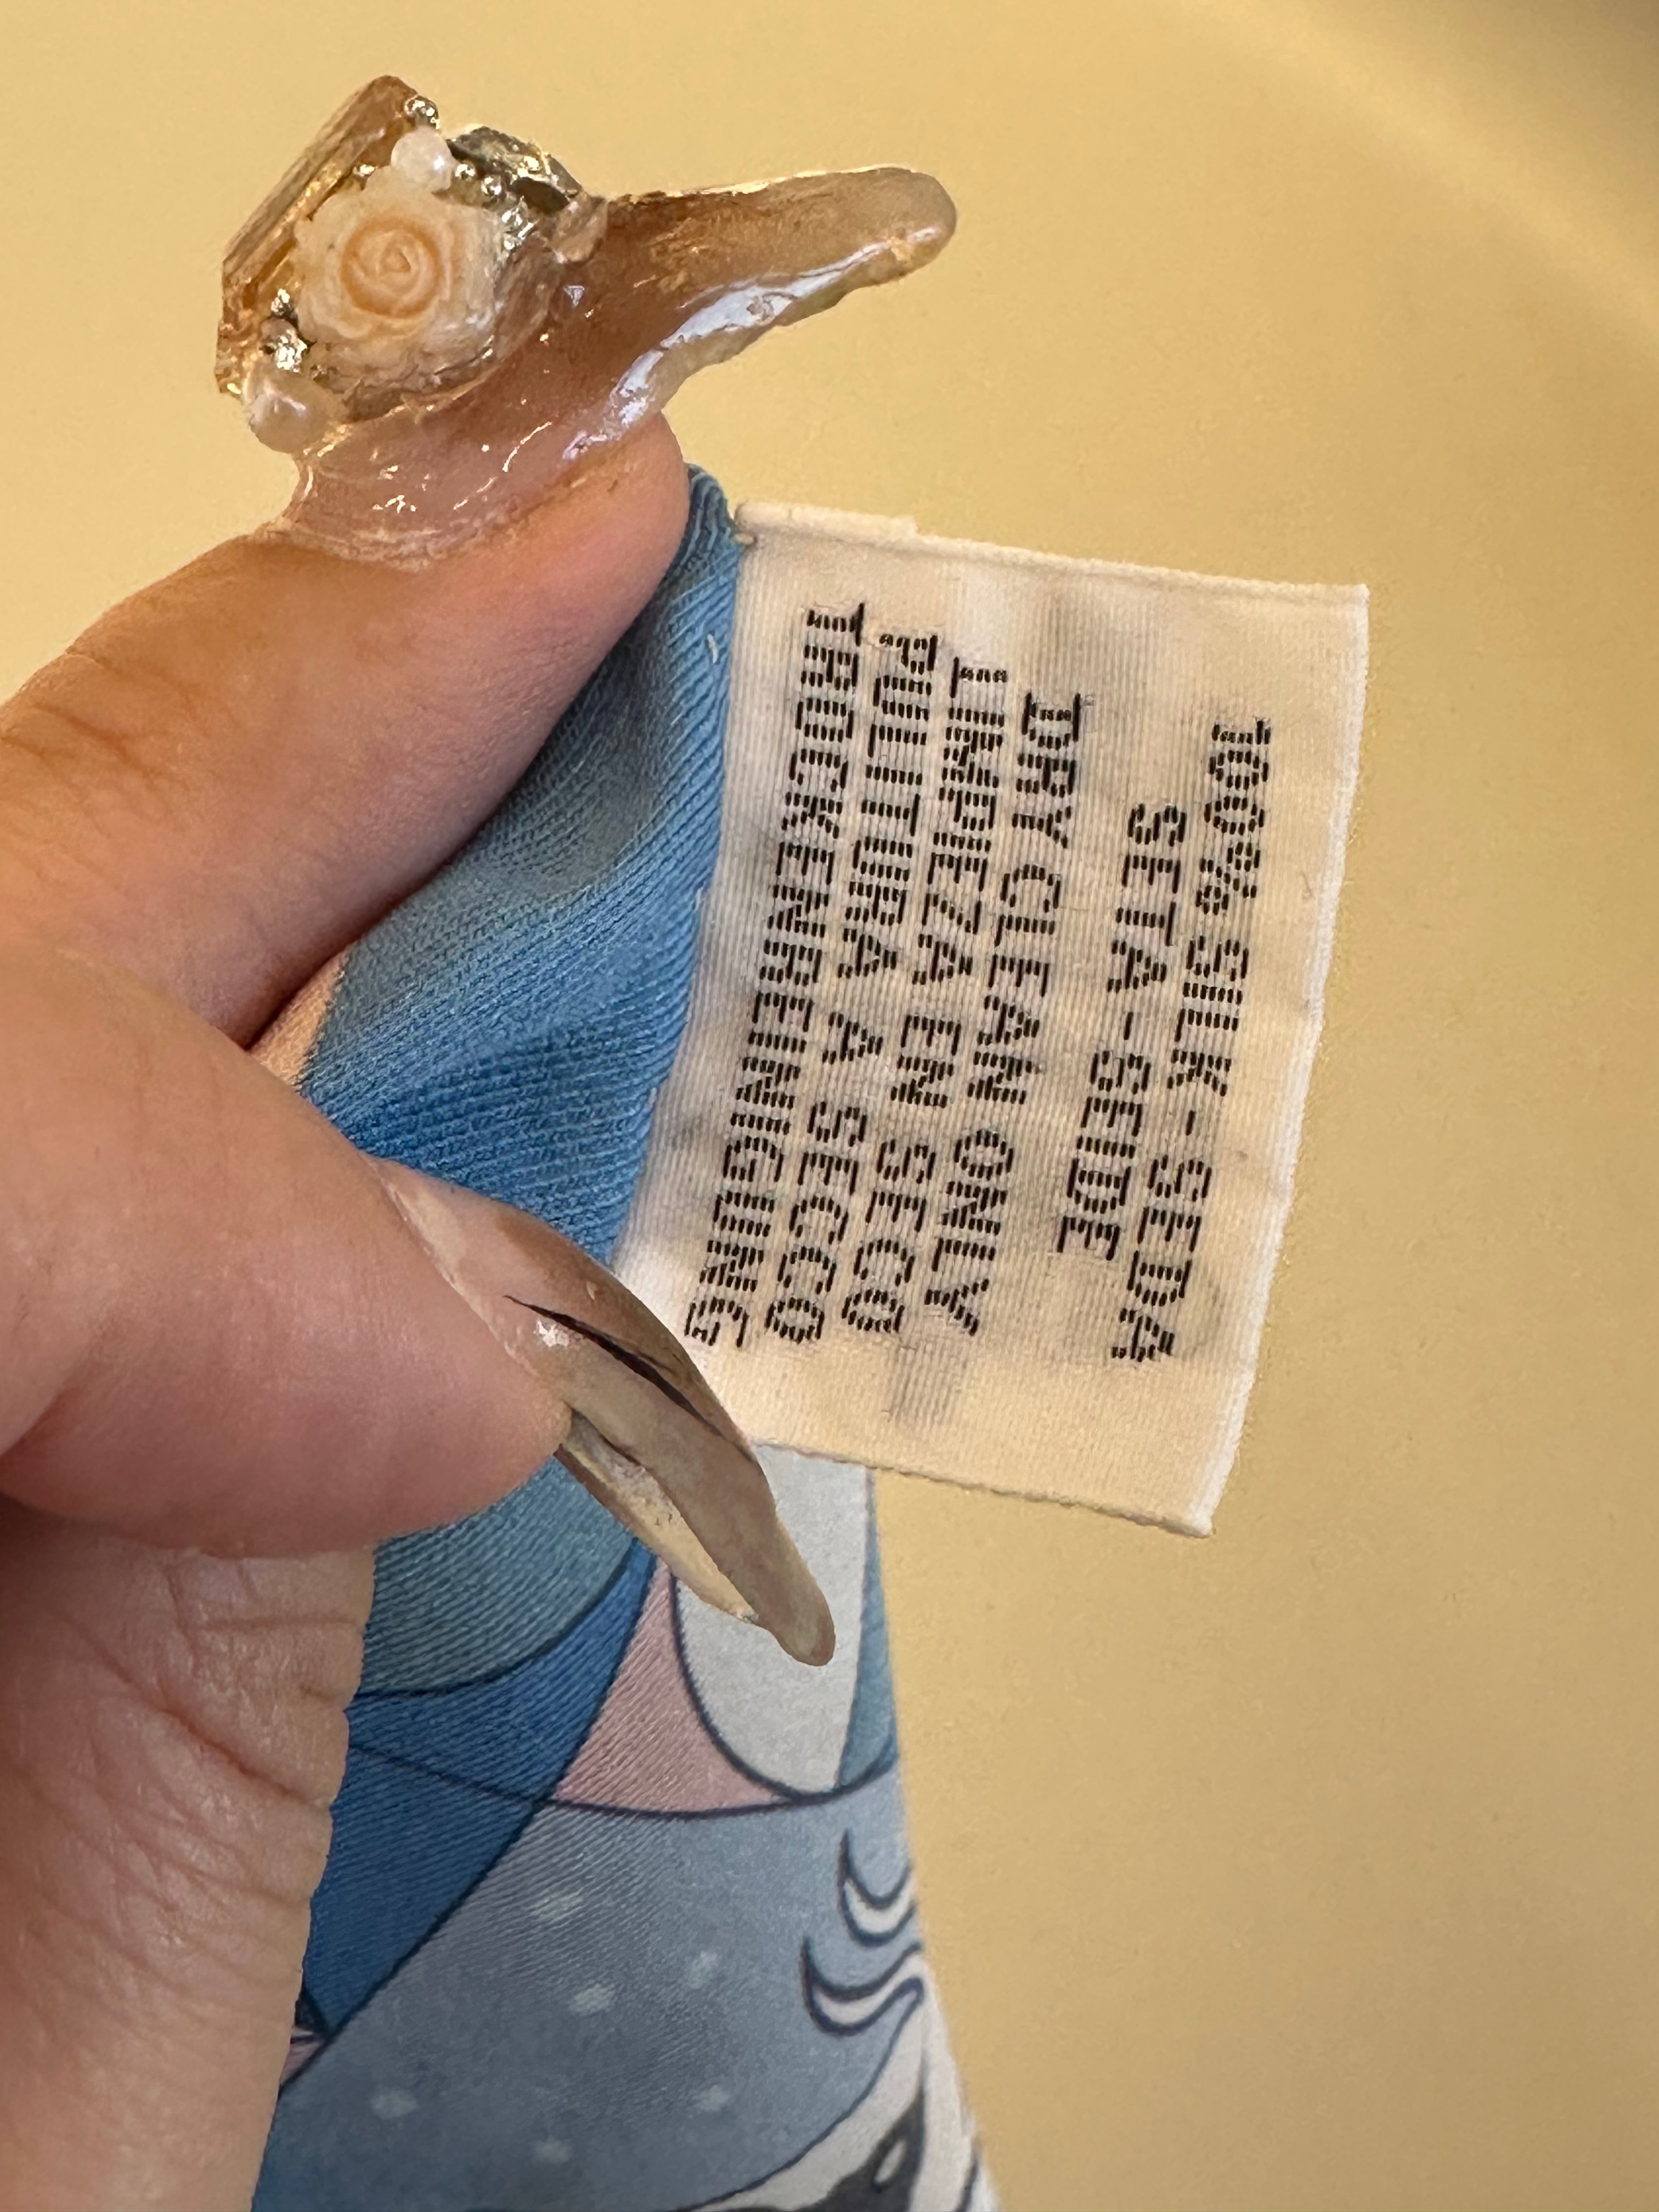 100% SILK-SEDA
SETA-SEIDE
DRY CLEAN ONLY
LIMPIEZA EN SECO
PULITURA A SECCO
TROCKENREINIGUNG